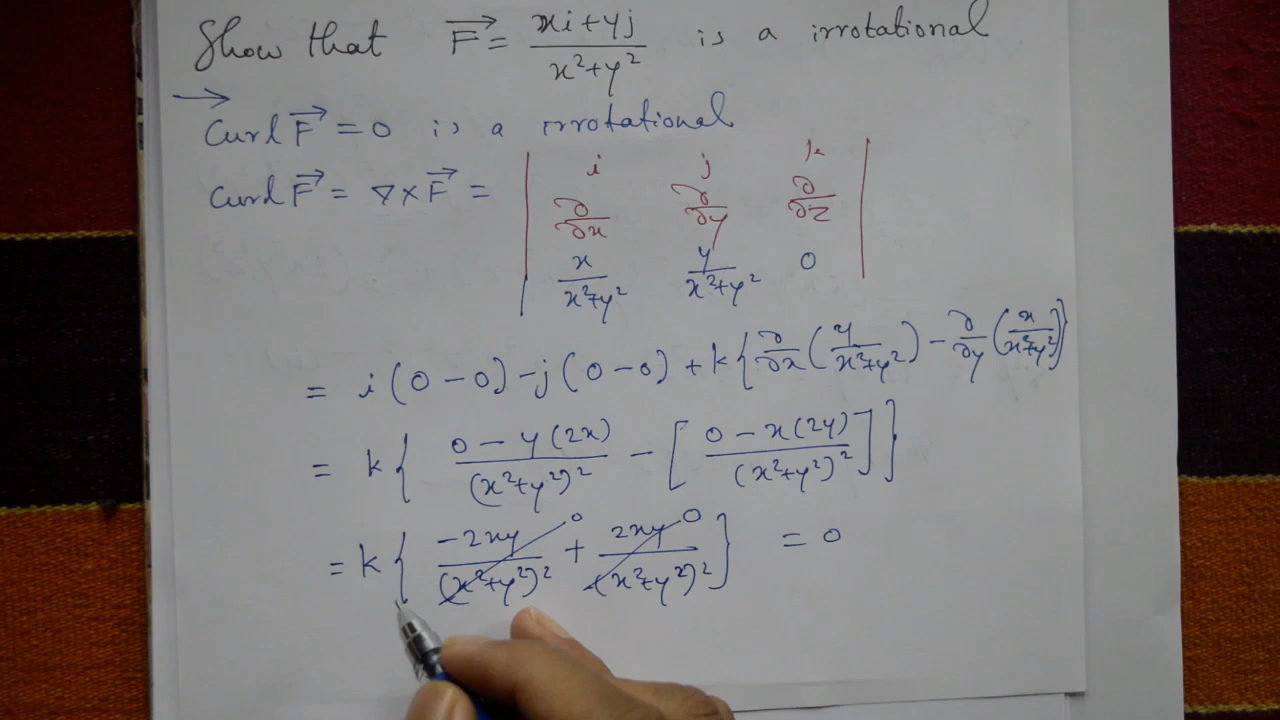 Show that F⃗ = (xi + yj)/(x² + y²) is a irrotational
→ Curl F⃗ = 0 is a irrotational
Curl F⃗ = ∇ × F⃗ = | i j k |
| ∂/∂x ∂/∂y ∂/∂z |
| x/(x²+y²) y/(x²+y²) 0 |
= i(0 − 0) − j(0 − 0) + k{∂/∂x (y/(x²+y²)) − ∂/∂y (x/(x²+y²))}
= k{ (0 − y(2x))/(x²+y²)² − [ (0 − x(2y))/(x²+y²)² ] }
= k{ −2xy/(x²+y²)² 0 + 2xy/(x²+y²)² 0 } = 0